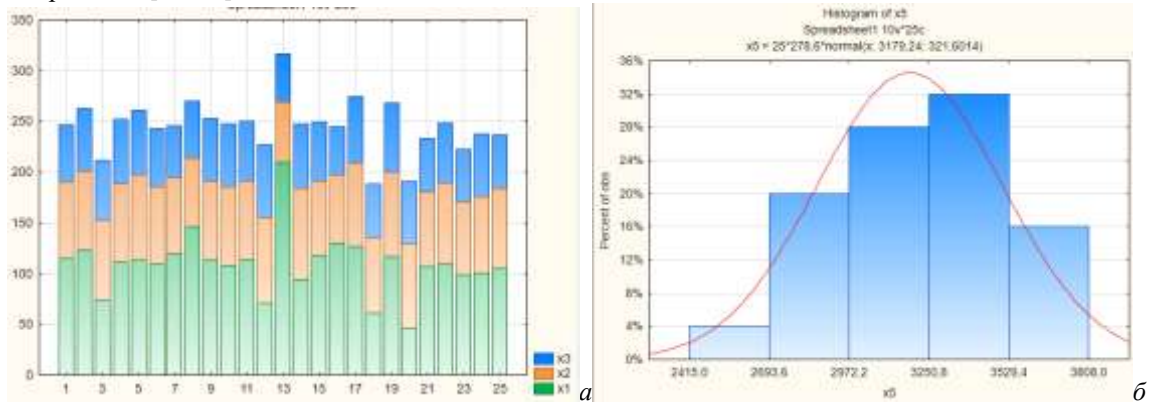 350
300
250
200
150
100
50
0
1 3 5 7 9 11 13 15 17 19 21 23 25
x3
x2
x1
а
Histogram of x5
Spreadsheet1 10v*25c
x5 = 25*278.6*normal(x; 3179.24; 321.6014)
36%
32%
28%
24%
20%
16%
12%
8%
4%
0%
Percent of obs
2415.0 2693.6 2972.2 3250.8 3529.4 3808.0
x5
б